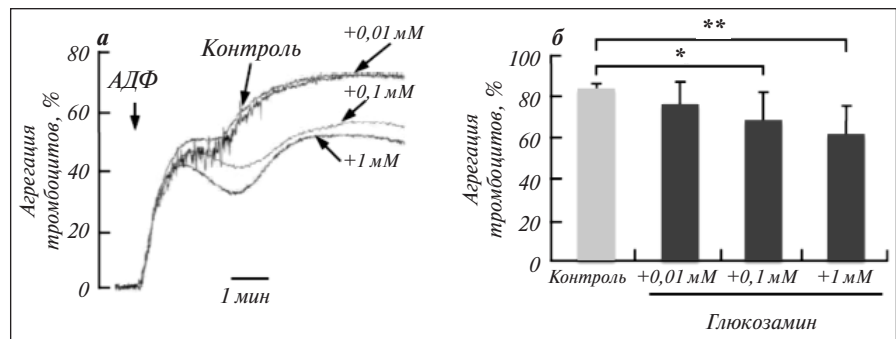 а
Агрегация
тромбоцитов, %
80
60
40
20
0
АДФ
Контроль
+0,01 мМ
+0,1 мМ
+1 мМ
1 мин
б
Агрегация
тромбоцитов, %
100
80
60
40
20
0
*
**
Контроль
+0,01 мМ
+0,1 мМ
+1 мМ
Глюкозамин